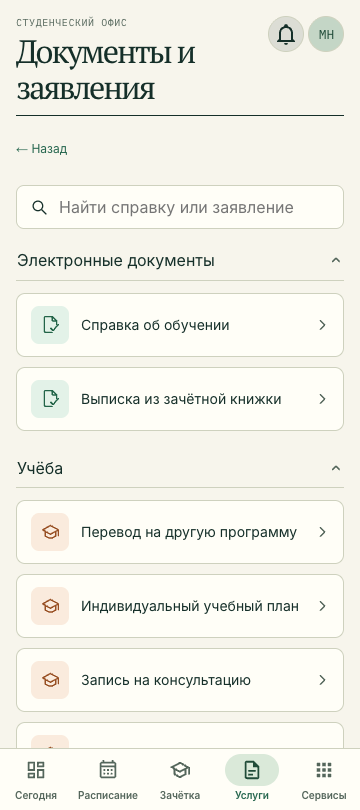 СТУДЕНЧЕСКИЙ ОФИС
Документы и
заявления
МН
← Назад
Найти справку или заявление
Электронные документы
Справка об обучении
Выписка из зачётной книжки
Учёба
Перевод на другую программу
Индивидуальный учебный план
Запись на консультацию
Сегодня
Расписание
Зачётка
Услуги
Сервисы